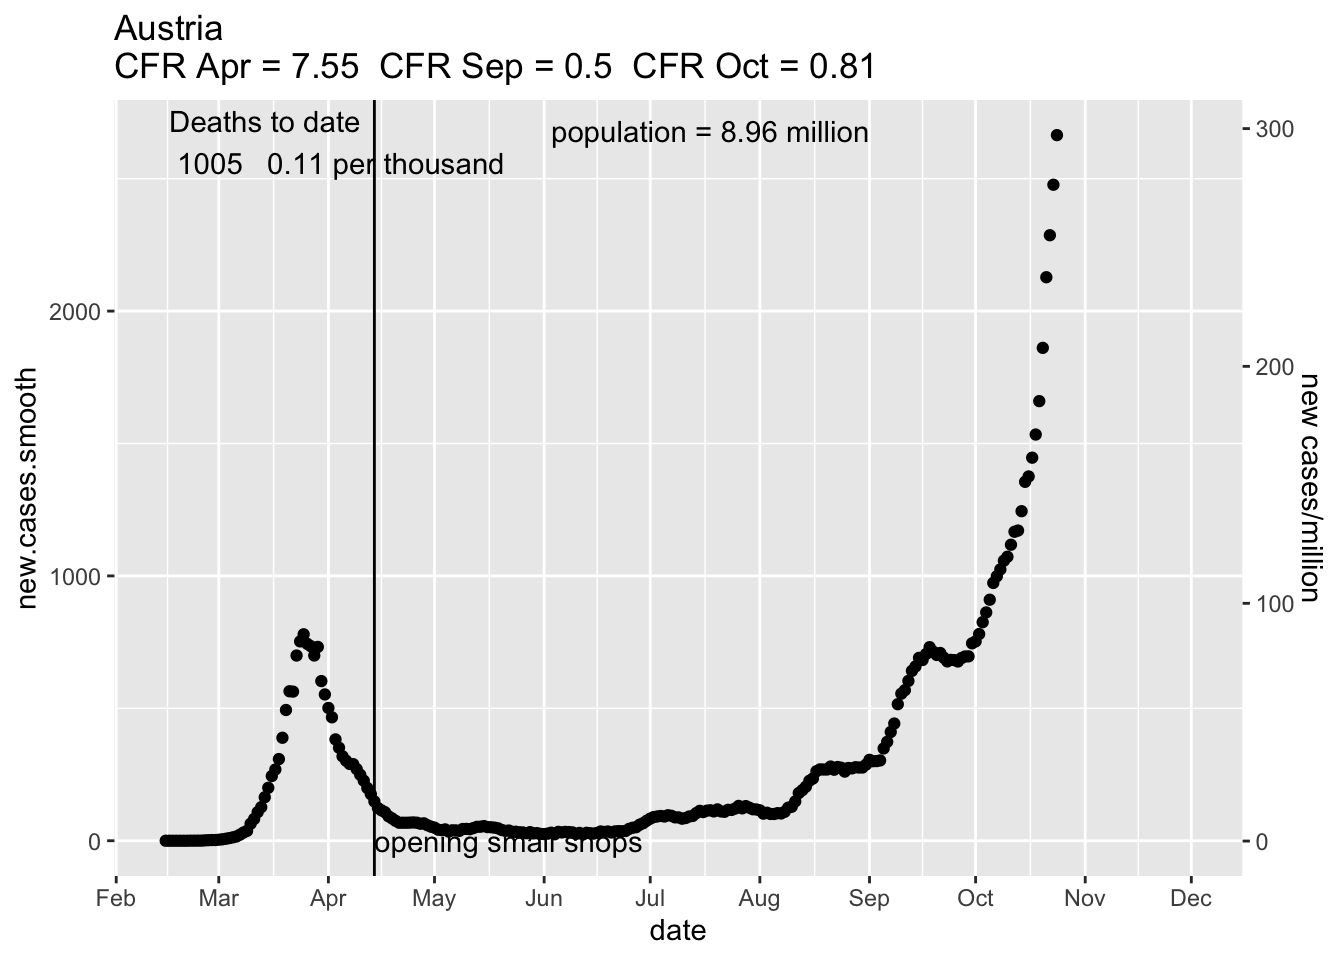 Austria
CFR Apr = 7.55  CFR Sep = 0.5  CFR Oct = 0.81
Deaths to date
1005   0.11 per thousand
population = 8.96 million
300
200
100
0
new cases/million
2000
1000
0
new.cases.smooth
opening small shops
Feb Mar Apr May Jun Jul Aug Sep Oct Nov Dec
date